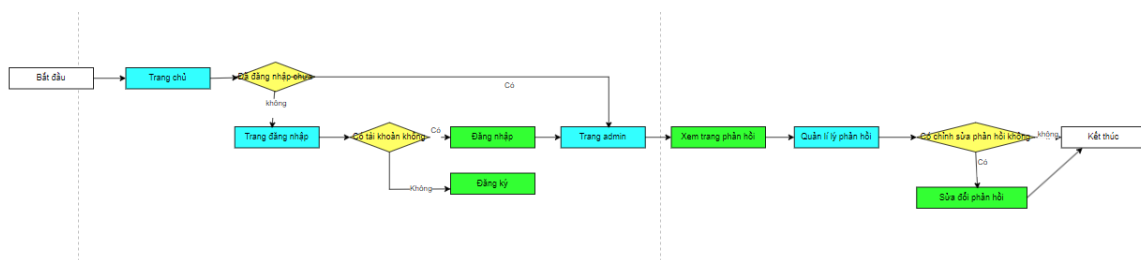 Bắt đầu
Trang chủ
Đã đăng nhập chưa
Có
không
Trang đăng nhập
Có tài khoản không
Có
Đăng nhập
Trang admin
Xem trang phản hồi
Quản lí lý phản hồi
Có chỉnh sửa phản hồi không
không
Kết thúc
Không
Đăng ký
Có
Sửa đổi phản hồi